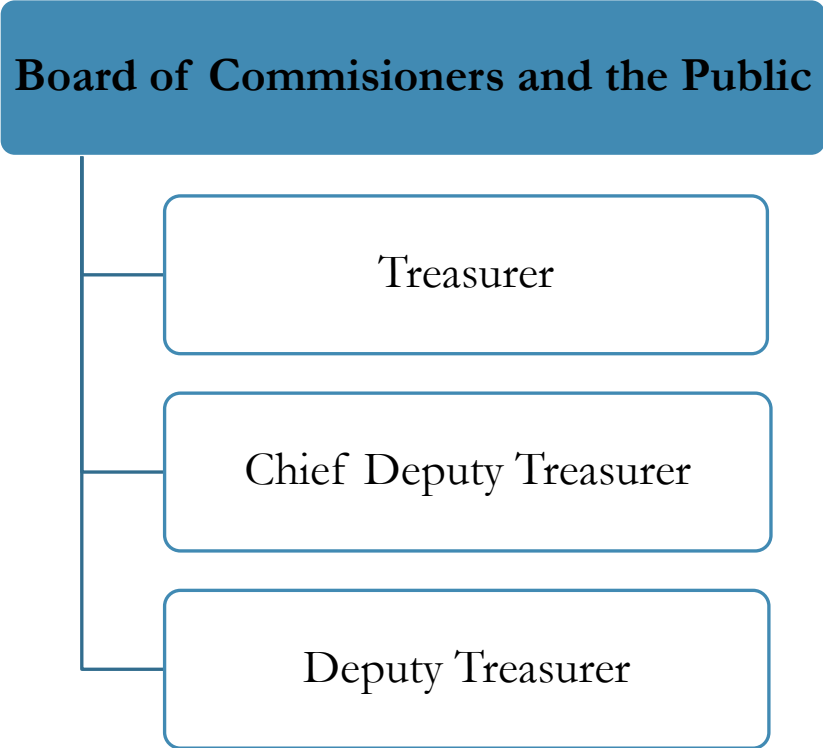 Board of Commisioners and the Public
Treasurer
Chief Deputy Treasurer
Deputy Treasurer